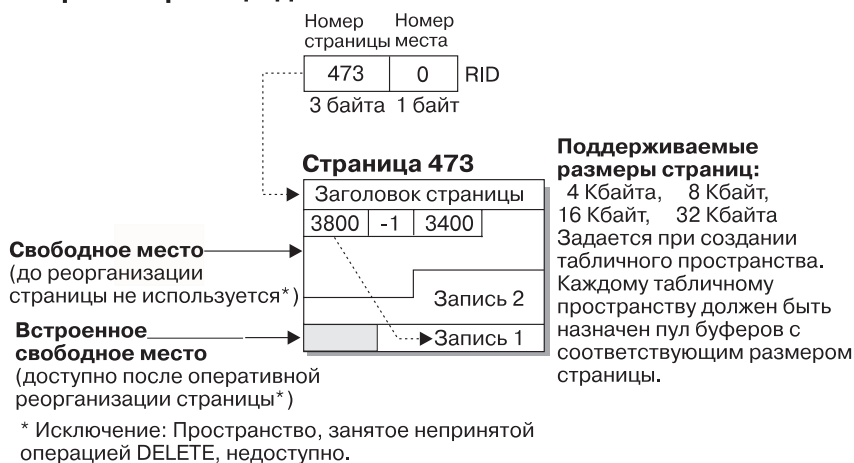 Номер Номер
страницы места
473 0 RID
3 байта 1 байт
Страница 473
Заголовок страницы
3800 -1 3400
Запись 2
Запись 1
Свободное место
(до реорганизации
страницы не используется*)
Встроенное
свободное место
(доступно после оперативной
реорганизации страницы*)
* Исключение: Пространство, занятое непринятой
операцией DELETE, недоступно.
Поддерживаемые
размеры страниц:
4 Кбайта, 8 Кбайт,
16 Кбайт, 32 Кбайта
Задается при создании
табличного пространства.
Каждому табличному
пространству должен быть
назначен пул буферов с
соответствующим размером
страницы.